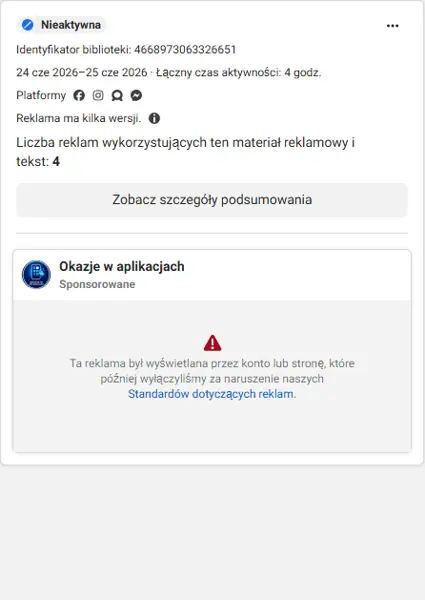 Nieaktywna
Identyfikator biblioteki: 4668973063326651
24 cze 2026–25 cze 2026 · Łączny czas aktywności: 4 godz.
Platformy
Reklama ma kilka wersji.
Liczba reklam wykorzystujących ten materiał reklamowy i
tekst: 4
Zobacz szczegóły podsumowania
Okazje w aplikacjach
Sponsorowane
Ta reklama był wyświetlana przez konto lub stronę, które
później wyłączyliśmy za naruszenie naszych
Standardów dotyczących reklam.